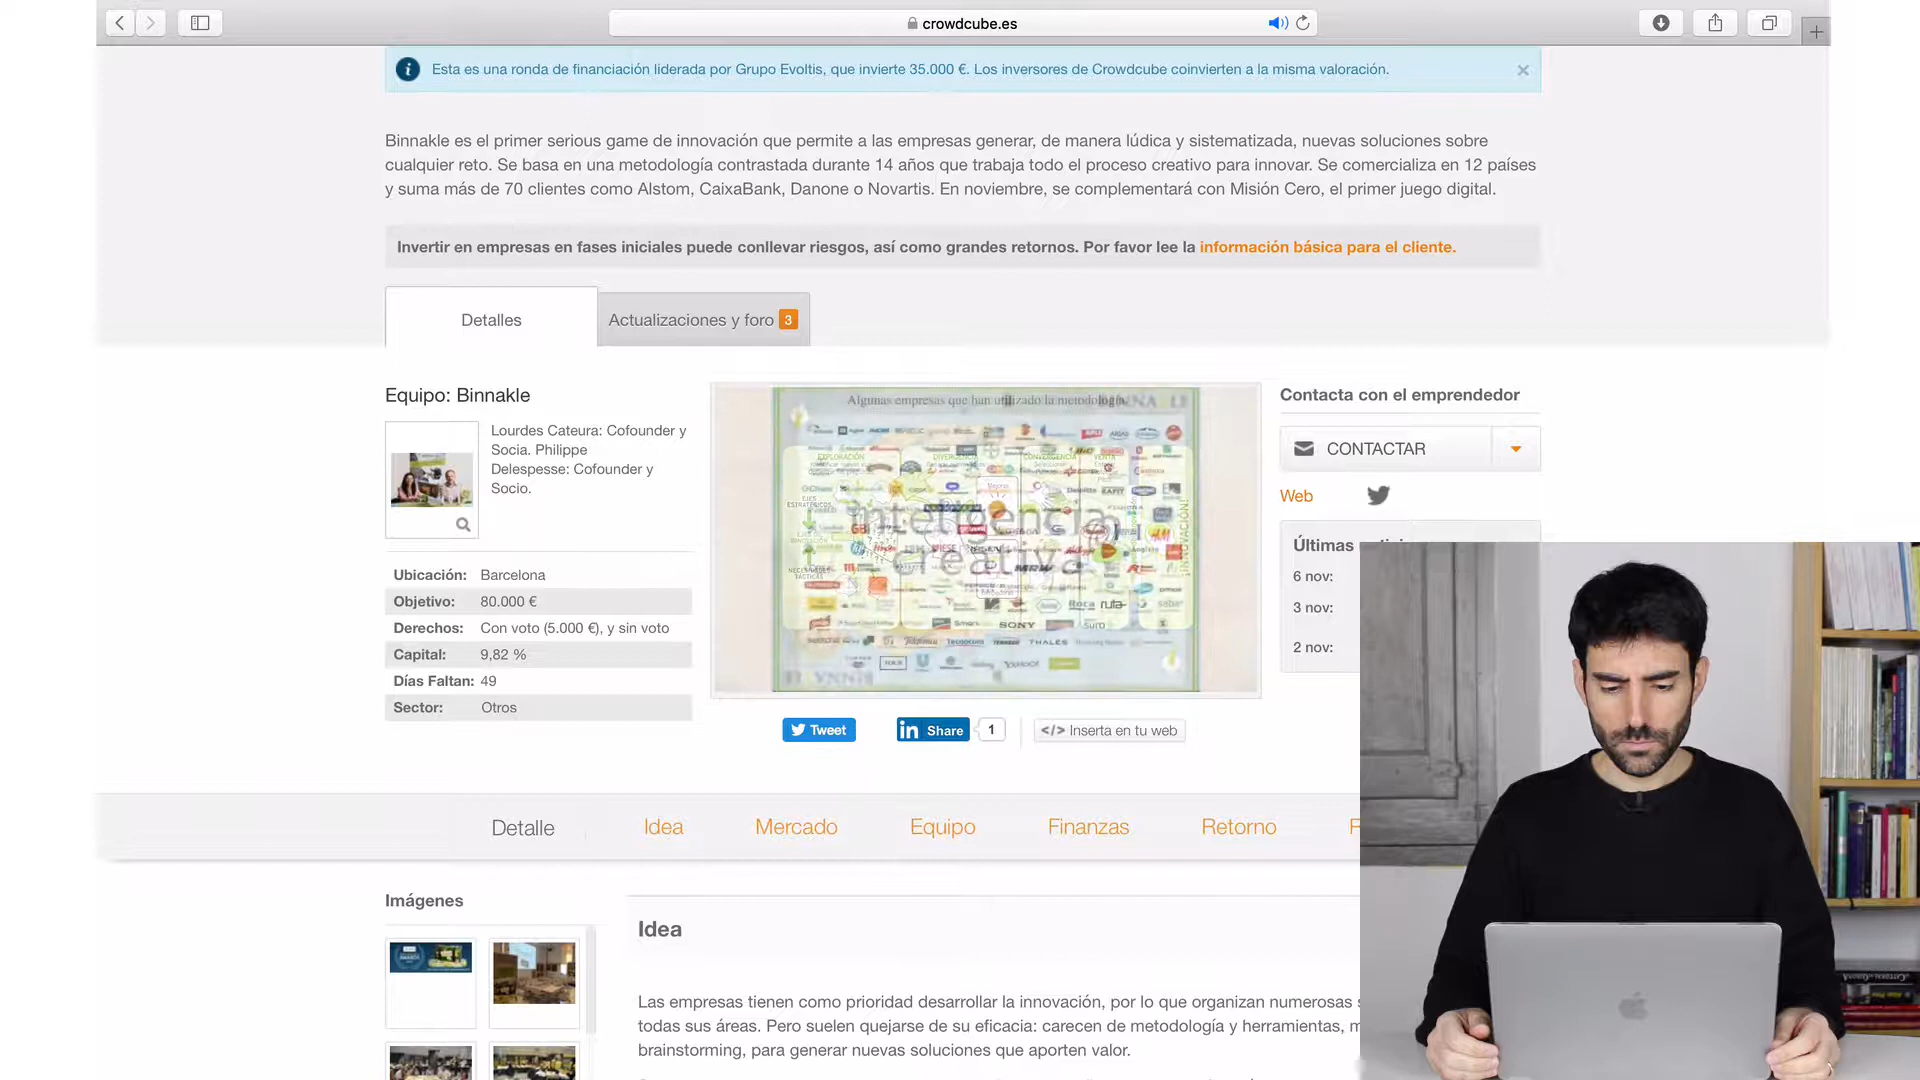 crowdcube.es
Esta es una ronda de financiación liderada por Grupo Evoltis, que invierte 35.000 €. Los inversores de Crowdcube coinvierten a la misma valoración.
Binnakle es el primer serious game de innovación que permite a las empresas generar, de manera lúdica y sistematizada, nuevas soluciones sobre
cualquier reto. Se basa en una metodología contrastada durante 14 años que trabaja todo el proceso creativo para innovar. Se comercializa en 12 países
y suma más de 70 clientes como Alstom, CaixaBank, Danone o Novartis. En noviembre, se complementará con Misión Cero, el primer juego digital.
Invertir en empresas en fases iniciales puede conllevar riesgos, así como grandes retornos. Por favor lee la información básica para el cliente.
Detalles
Actualizaciones y foro 3
Equipo: Binnakle
Lourdes Cateura: Cofounder y
Socia. Philippe
Delespesse: Cofounder y
Socio.
Ubicación: Barcelona
Objetivo: 80.000 €
Derechos: Con voto (5.000 €), y sin voto
Capital: 9,82 %
Días Faltan: 49
Sector: Otros
Algunas empresas que han utilizado la metodología
EXPLORACIÓN
DIVERGENCIA
CONVERGENCIA
VENTA
inteligencia
creativa
MRW
Roca
ruta
SONY
THALES
YAHOO!
Tweet
Share
1
</> Inserta en tu web
Contacta con el emprendedor
CONTACTAR
Web
Últimas
6 nov:
3 nov:
2 nov:
Detalle
Idea
Mercado
Equipo
Finanzas
Retorno
Imágenes
Idea
Las empresas tienen como prioridad desarrollar la innovación, por lo que organizan numerosas
todas sus áreas. Pero suelen quejarse de su eficacia: carecen de metodología y herramientas,
brainstorming, para generar nuevas soluciones que aporten valor.